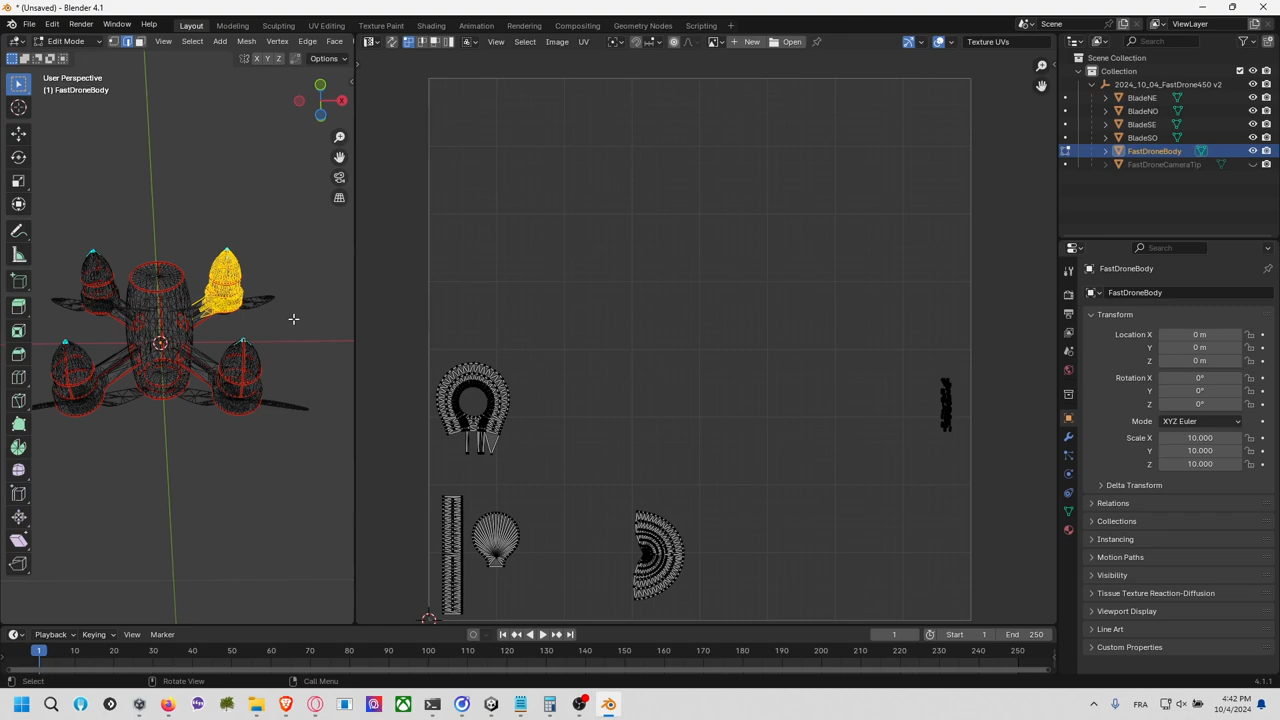 * (Unsaved) - Blender 4.1
File Edit Render Window Help Layout Modeling Sculpting UV Editing Texture Paint Shading Animation Rendering Compositing Geometry Nodes Scripting + Scene ViewLayer
Edit Mode View Select Add Mesh Vertex Edge Face
View Select Image UV New Open Texture UVs
Search
X Y Z Options
User Perspective
(1) FastDroneBody
X
Scene Collection
Collection
2024_10_04_FastDrone450 v2
BladeNE
BladeNO
BladeSE
BladeSO
FastDroneBody
FastDroneCameraTip
Search
FastDroneBody
FastDroneBody
Transform
Location X 0 m
Y 0 m
Z 0 m
Rotation X 0°
Y 0°
Z 0°
Mode XYZ Euler
Scale X 10.000
Y 10.000
Z 10.000
Delta Transform
Relations
Collections
Instancing
Motion Paths
Visibility
Tissue Texture Reaction-Diffusion
Viewport Display
Line Art
Custom Properties
Playback Keying View Marker 1 Start 1 End 250
1 10 20 30 40 50 60 70 80 90 100 110 120 130 140 150 160 170 180 190 200 210 220 230 240 250
Select Rotate View Call Menu 4.1.1
FR 4:42 PM
10/4/2024